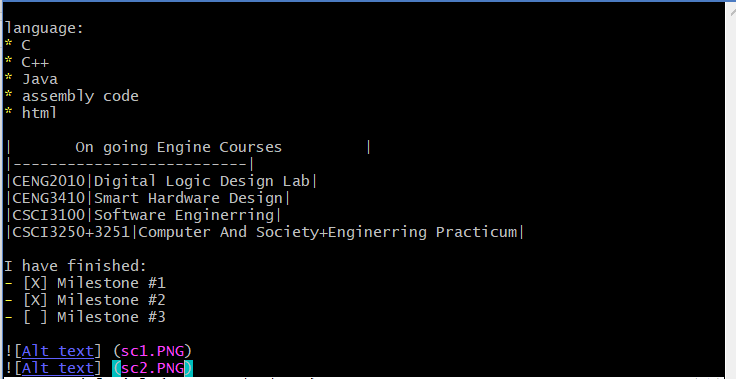 language:
* C
* C++
* Java
* assembly code
* html
|       On going Engine Courses         |
|--------------------------|
|CENG2010|Digital Logic Design Lab|
|CENG3410|Smart Hardware Design|
|CSCI3100|Software Enginerring|
|CSCI3250+3251|Computer And Society+Enginerring Practicum|
I have finished:
- [X] Milestone #1
- [X] Milestone #2
- [ ] Milestone #3
![Alt text] (sc1.PNG)
![Alt text] (sc2.PNG)